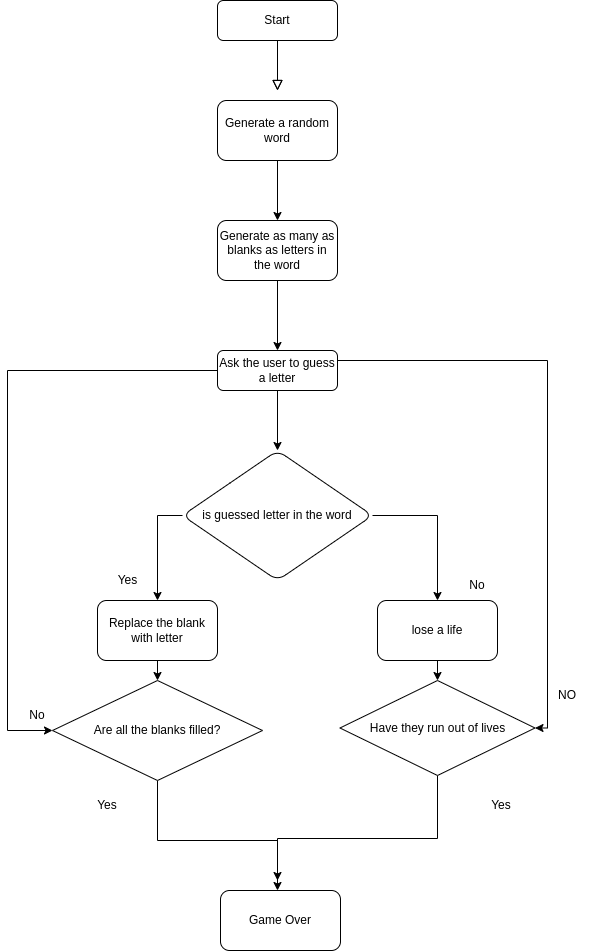 Start
Generate a random
word
Generate as many as
blanks as letters in
the word
Ask the user to guess
a letter
is guessed letter in the word
Yes
No
Replace the blank
with letter
lose a life
No
Are all the blanks filled?
Have they run out of lives
NO
Yes
Yes
Game Over